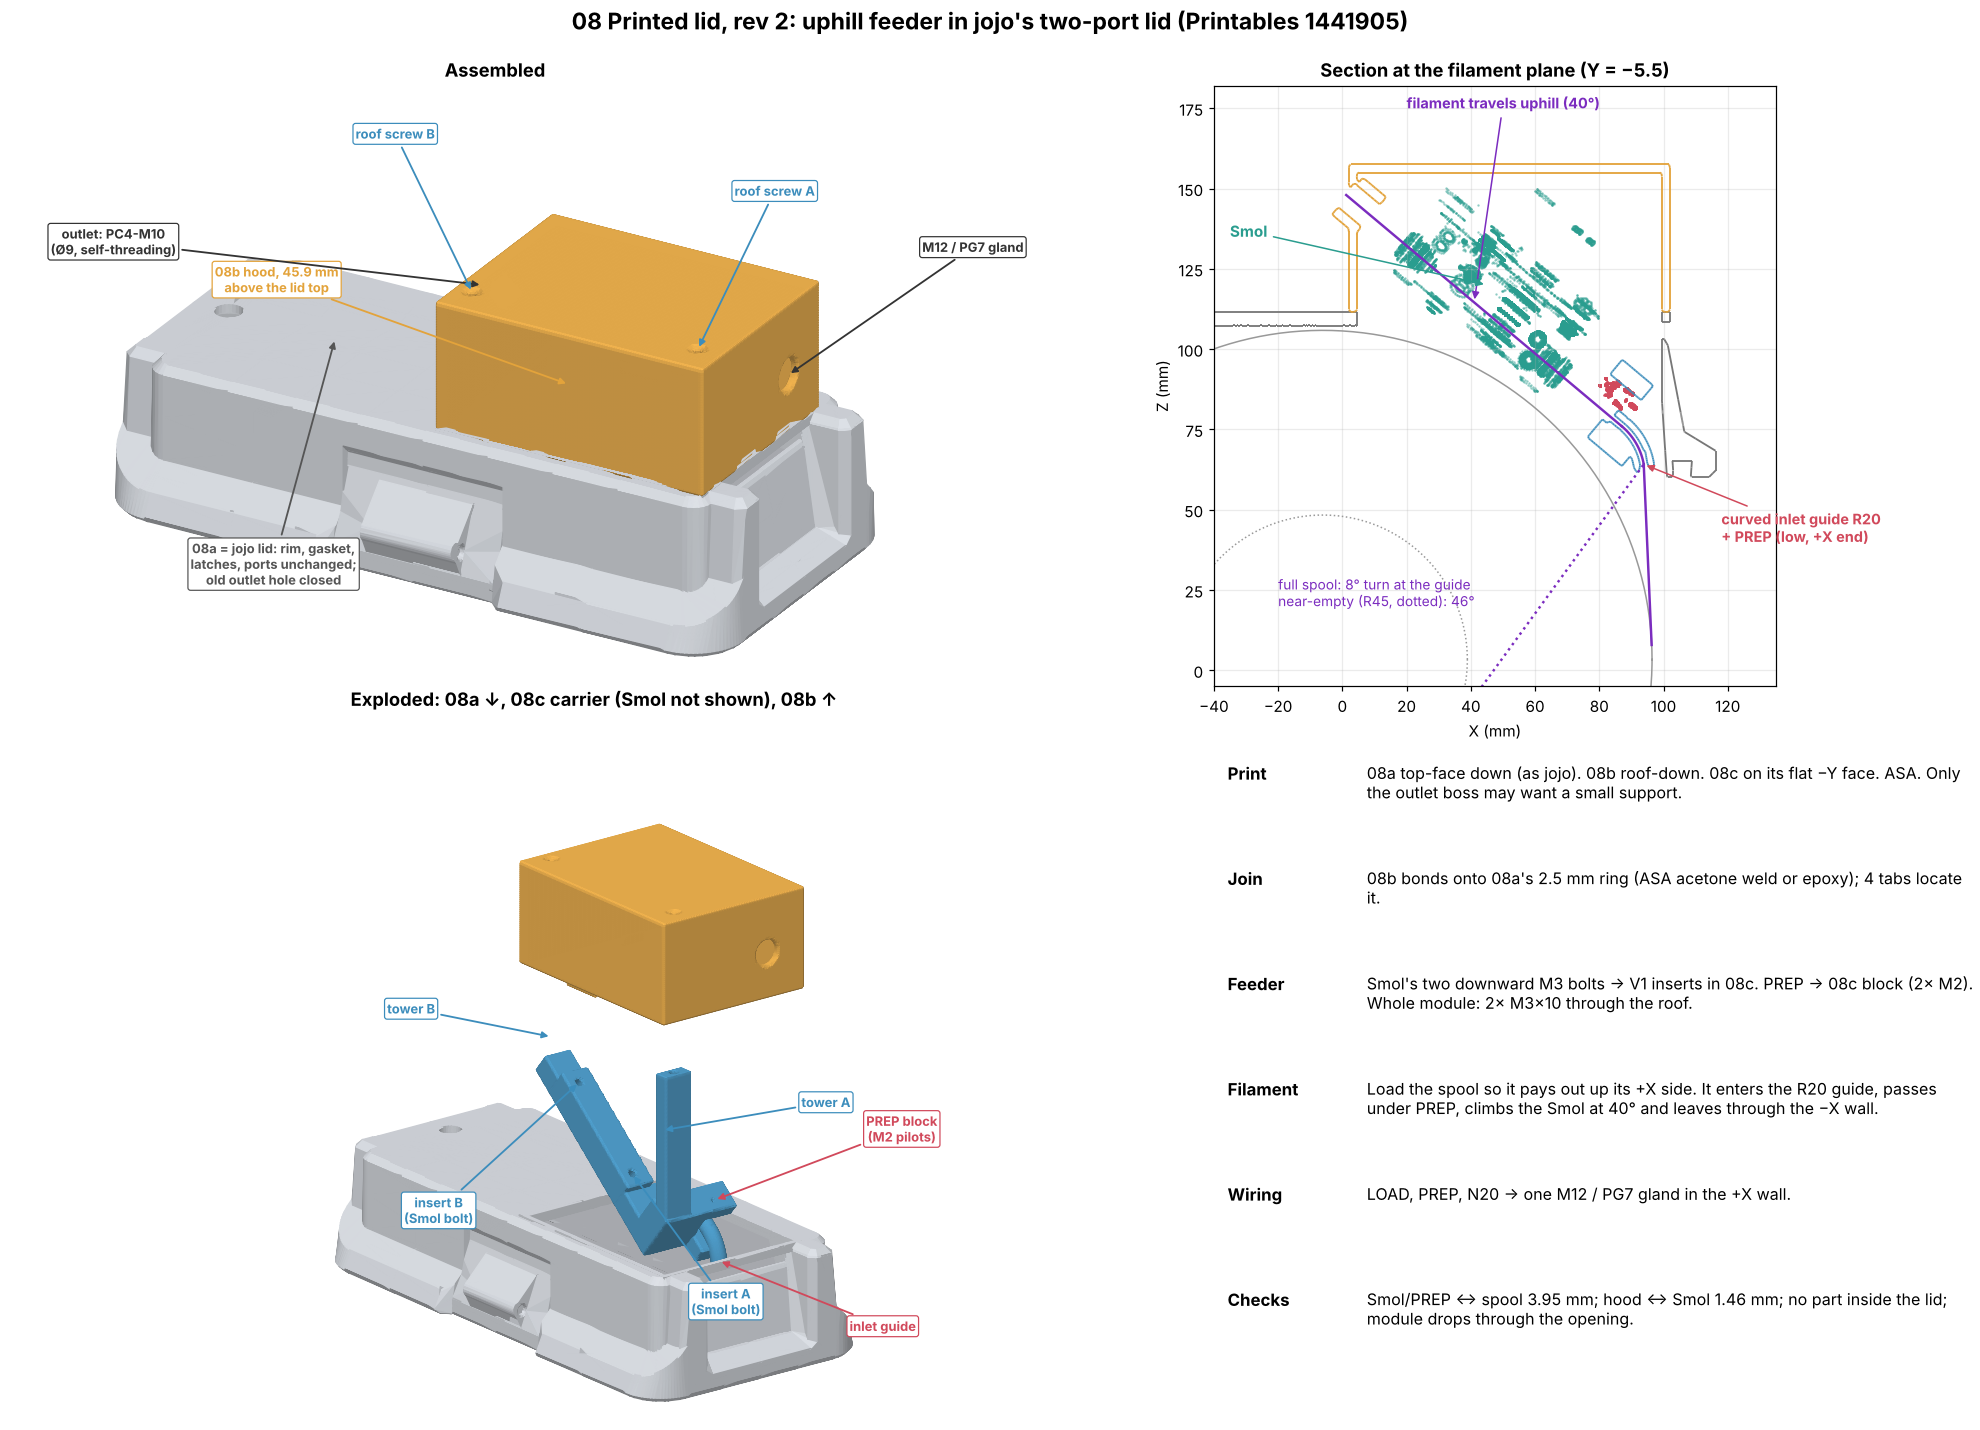 08 Printed lid, rev 2: uphill feeder in jojo's two-port lid (Printables 1441905)
Assembled
roof screw B
roof screw A
outlet: PC4-M10
(Ø9, self-threading)
M12 / PG7 gland
08b hood, 45.9 mm
above the lid top
08a = jojo lid: rim, gasket,
latches, ports unchanged;
old outlet hole closed
Section at the filament plane (Y = −5.5)
filament travels uphill (40°)
Smol
curved inlet guide R20
+ PREP (low, +X end)
full spool: 8° turn at the guide
near-empty (R45, dotted): 46°
175
150
125
100
75
50
25
0
Z (mm)
−40 −20 0 20 40 60 80 100 120
X (mm)
Exploded: 08a ↓, 08c carrier (Smol not shown), 08b ↑
tower B
tower A
PREP block
(M2 pilots)
insert B
(Smol bolt)
insert A
(Smol bolt)
inlet guide
Print 08a top-face down (as jojo). 08b roof-down. 08c on its flat −Y face. ASA. Only
the outlet boss may want a small support.
Join 08b bonds onto 08a's 2.5 mm ring (ASA acetone weld or epoxy); 4 tabs locate
it.
Feeder Smol's two downward M3 bolts → V1 inserts in 08c. PREP → 08c block (2× M2).
Whole module: 2× M3×10 through the roof.
Filament Load the spool so it pays out up its +X side. It enters the R20 guide, passes
under PREP, climbs the Smol at 40° and leaves through the −X wall.
Wiring LOAD, PREP, N20 → one M12 / PG7 gland in the +X wall.
Checks Smol/PREP ↔ spool 3.95 mm; hood ↔ Smol 1.46 mm; no part inside the lid;
module drops through the opening.